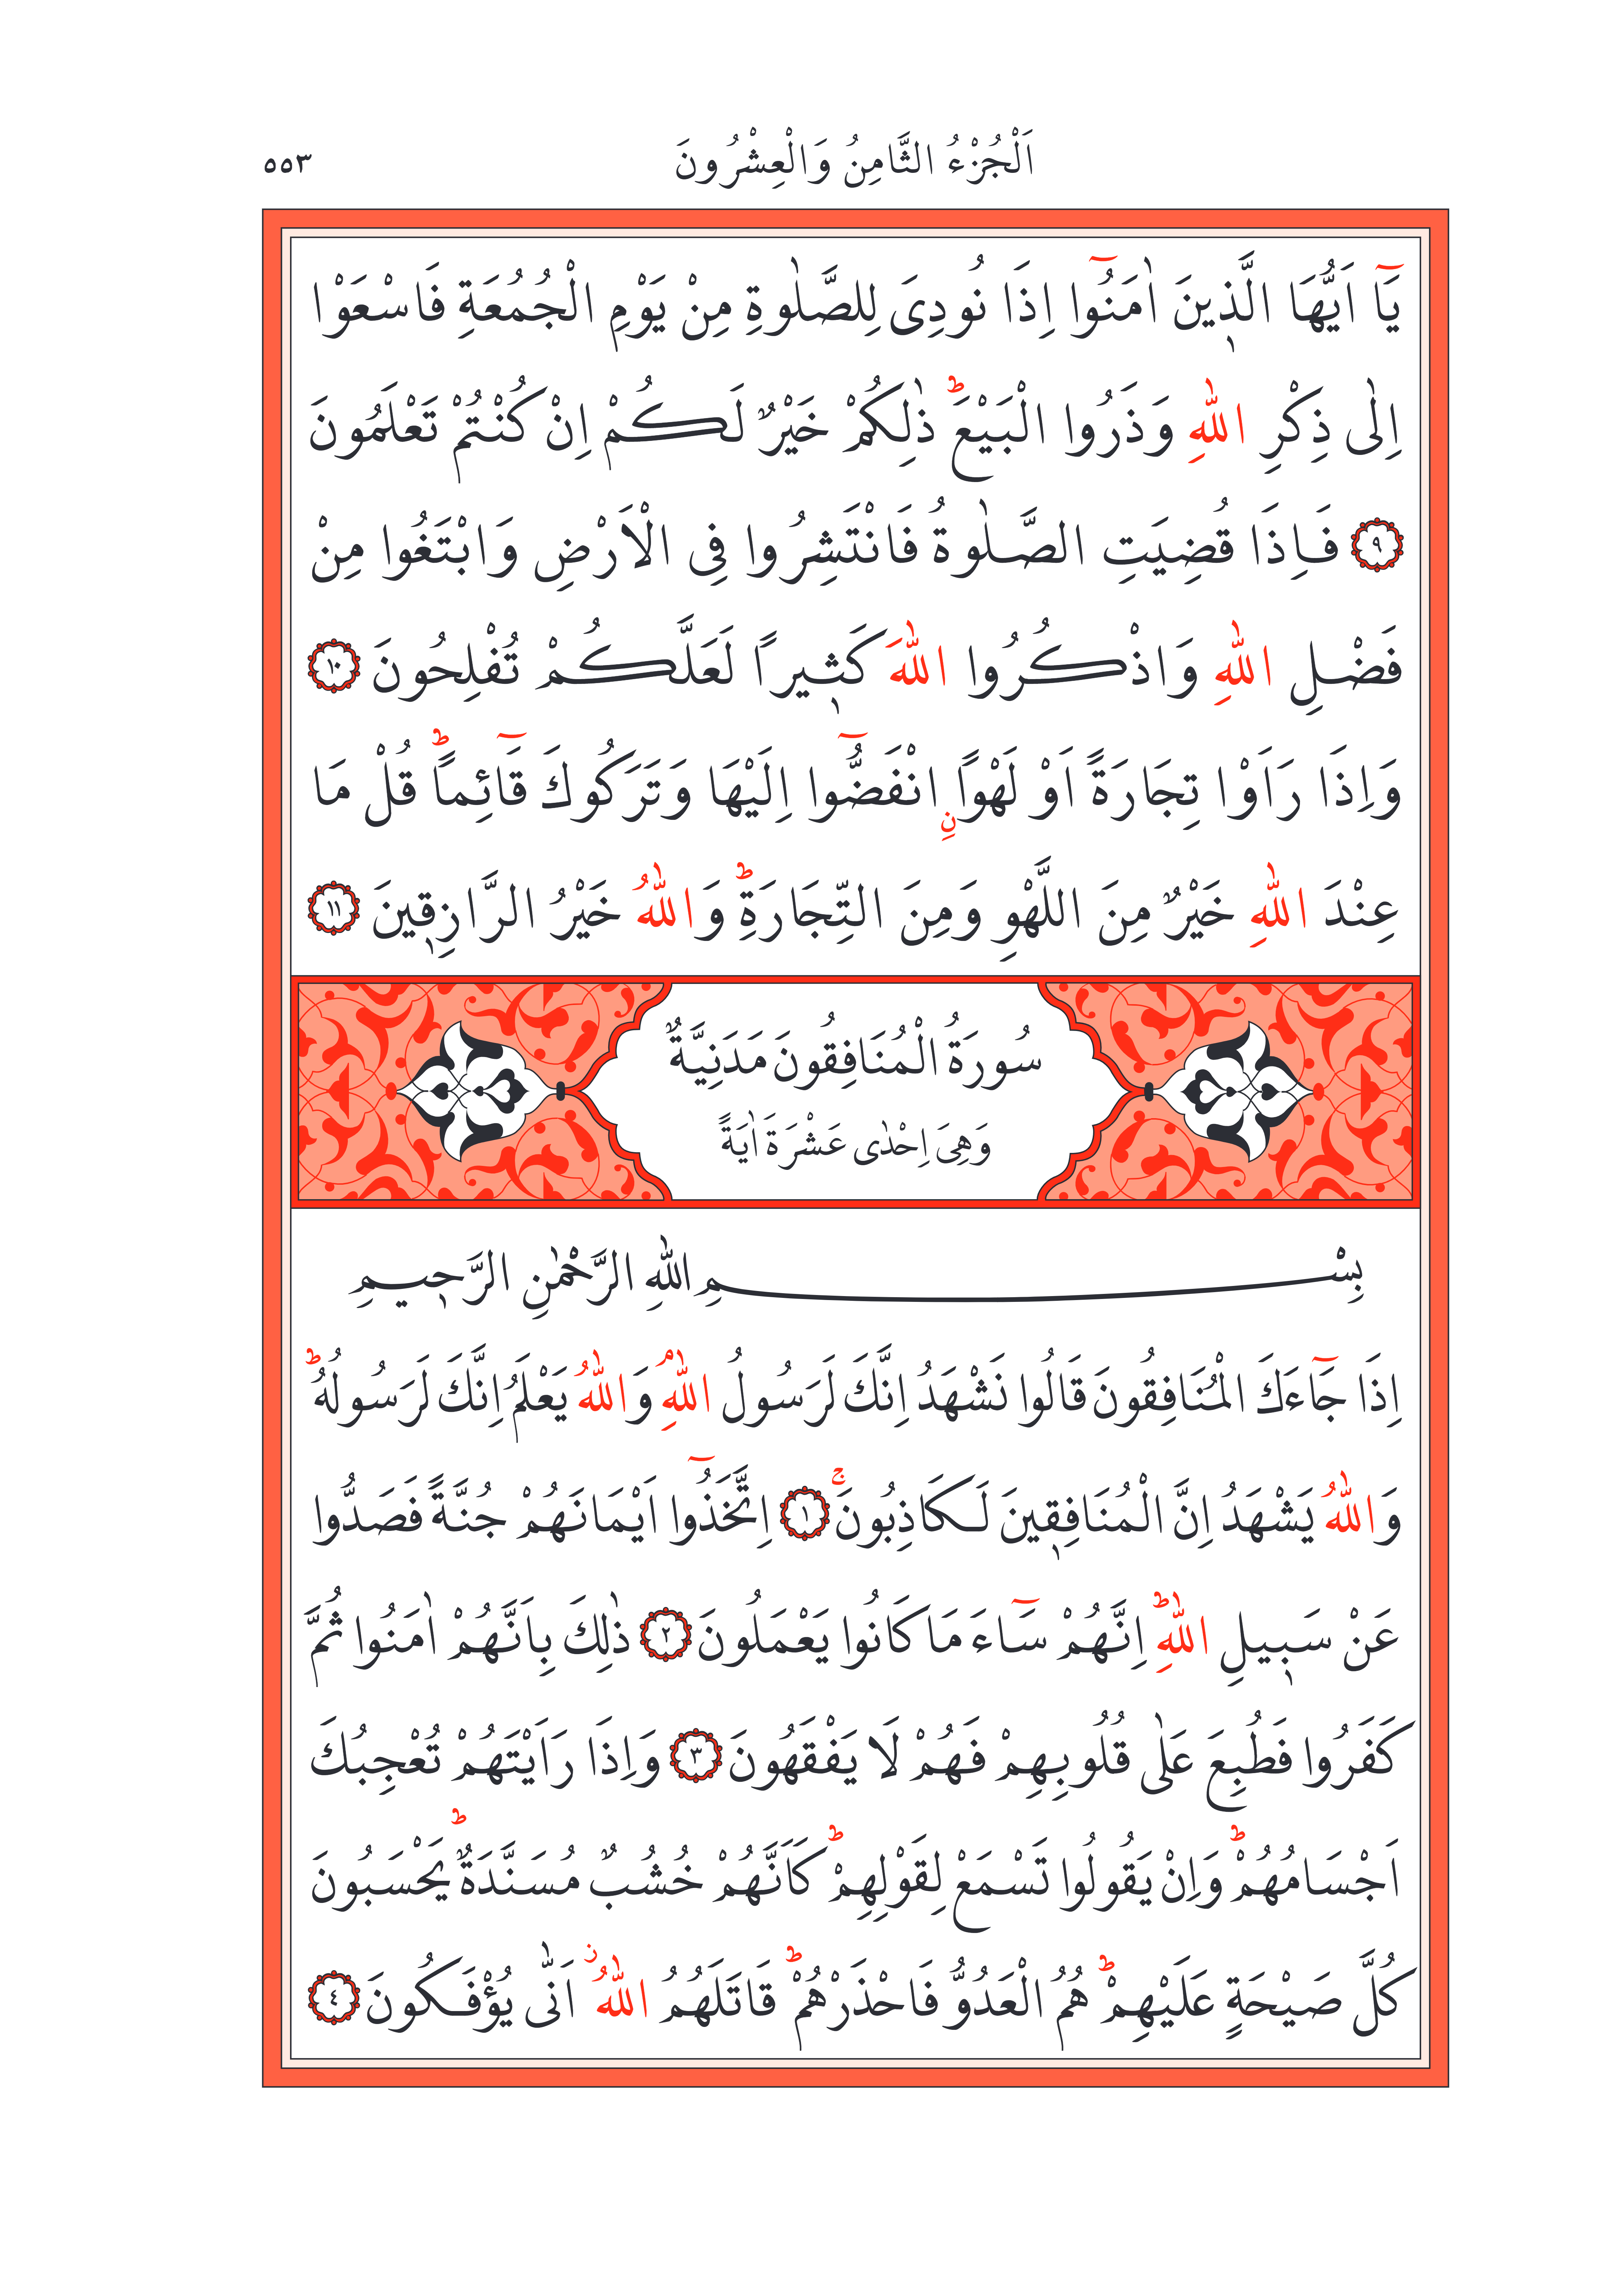 اَلْجُزْءُ الثَّامِنُ وَالْعِشْرُونَ ٥٥٣
يَٓا اَيُّهَا الَّذ۪ينَ اٰمَنُٓوا اِذَا نُودِىَ لِلصَّلٰوةِ مِنْ يَوْمِ الْجُمُعَةِ فَاسْعَوْا
اِلٰى ذِكْرِ اللّٰهِ وَذَرُوا الْبَيْعَۜ ذٰلِكُمْ خَيْرٌ لَكُمْ اِنْ كُنْتُمْ تَعْلَمُونَ
﴿٩﴾ فَاِذَا قُضِيَتِ الصَّلٰوةُ فَانْتَشِرُوا فِى الْاَرْضِ وَابْتَغُوا مِنْ
فَضْلِ اللّٰهِ وَاذْكُرُوا اللّٰهَ كَث۪يرًا لَعَلَّكُمْ تُفْلِحُونَ ﴿١٠﴾
وَاِذَا رَاَوْا تِجَارَةً اَوْ لَهْوًاۨ انْفَضُّٓوا اِلَيْهَا وَتَرَكُوكَ قَٓائِمًاۜ قُلْ مَا
عِنْدَ اللّٰهِ خَيْرٌ مِنَ اللَّهْوِ وَمِنَ التِّجَارَةِۜ وَاللّٰهُ خَيْرُ الرَّازِق۪ينَ ﴿١١﴾
سُورَةُ الْمُنَافِقُونَ مَدَنِيَّةٌ
وَهِىَ اِحْدٰى عَشْرَةَ اٰيَةً
بِسْمِ اللّٰهِ الرَّحْمٰنِ الرَّح۪يمِ
اِذَا جَٓاءَكَ الْمُنَافِقُونَ قَالُوا نَشْهَدُ اِنَّكَ لَرَسُولُ اللّٰهِۢ وَاللّٰهُ يَعْلَمُ اِنَّكَ لَرَسُولُهُۜ
وَاللّٰهُ يَشْهَدُ اِنَّ الْمُنَافِق۪ينَ لَكَاذِبُونَۚ ﴿١﴾ اِتَّخَذُٓوا اَيْمَانَهُمْ جُنَّةً فَصَدُّوا
عَنْ سَب۪يلِ اللّٰهِۜ اِنَّهُمْ سَٓاءَ مَا كَانُوا يَعْمَلُونَ ﴿٢﴾ ذٰلِكَ بِاَنَّهُمْ اٰمَنُوا ثُمَّ
كَفَرُوا فَطُبِعَ عَلٰى قُلُوبِهِمْ فَهُمْ لَا يَفْقَهُونَ ﴿٣﴾ وَاِذَا رَاَيْتَهُمْ تُعْجِبُكَ
اَجْسَامُهُمْۜ وَاِنْ يَقُولُوا تَسْمَعْ لِقَوْلِهِمْۜ كَاَنَّهُمْ خُشُبٌ مُسَنَّدَةٌۜ يَحْسَبُونَ
كُلَّ صَيْحَةٍ عَلَيْهِمْۜ هُمُ الْعَدُوُّ فَاحْذَرْهُمْۜ قَاتَلَهُمُ اللّٰهُۘ اَنّٰى يُؤْفَكُونَ ﴿٤﴾